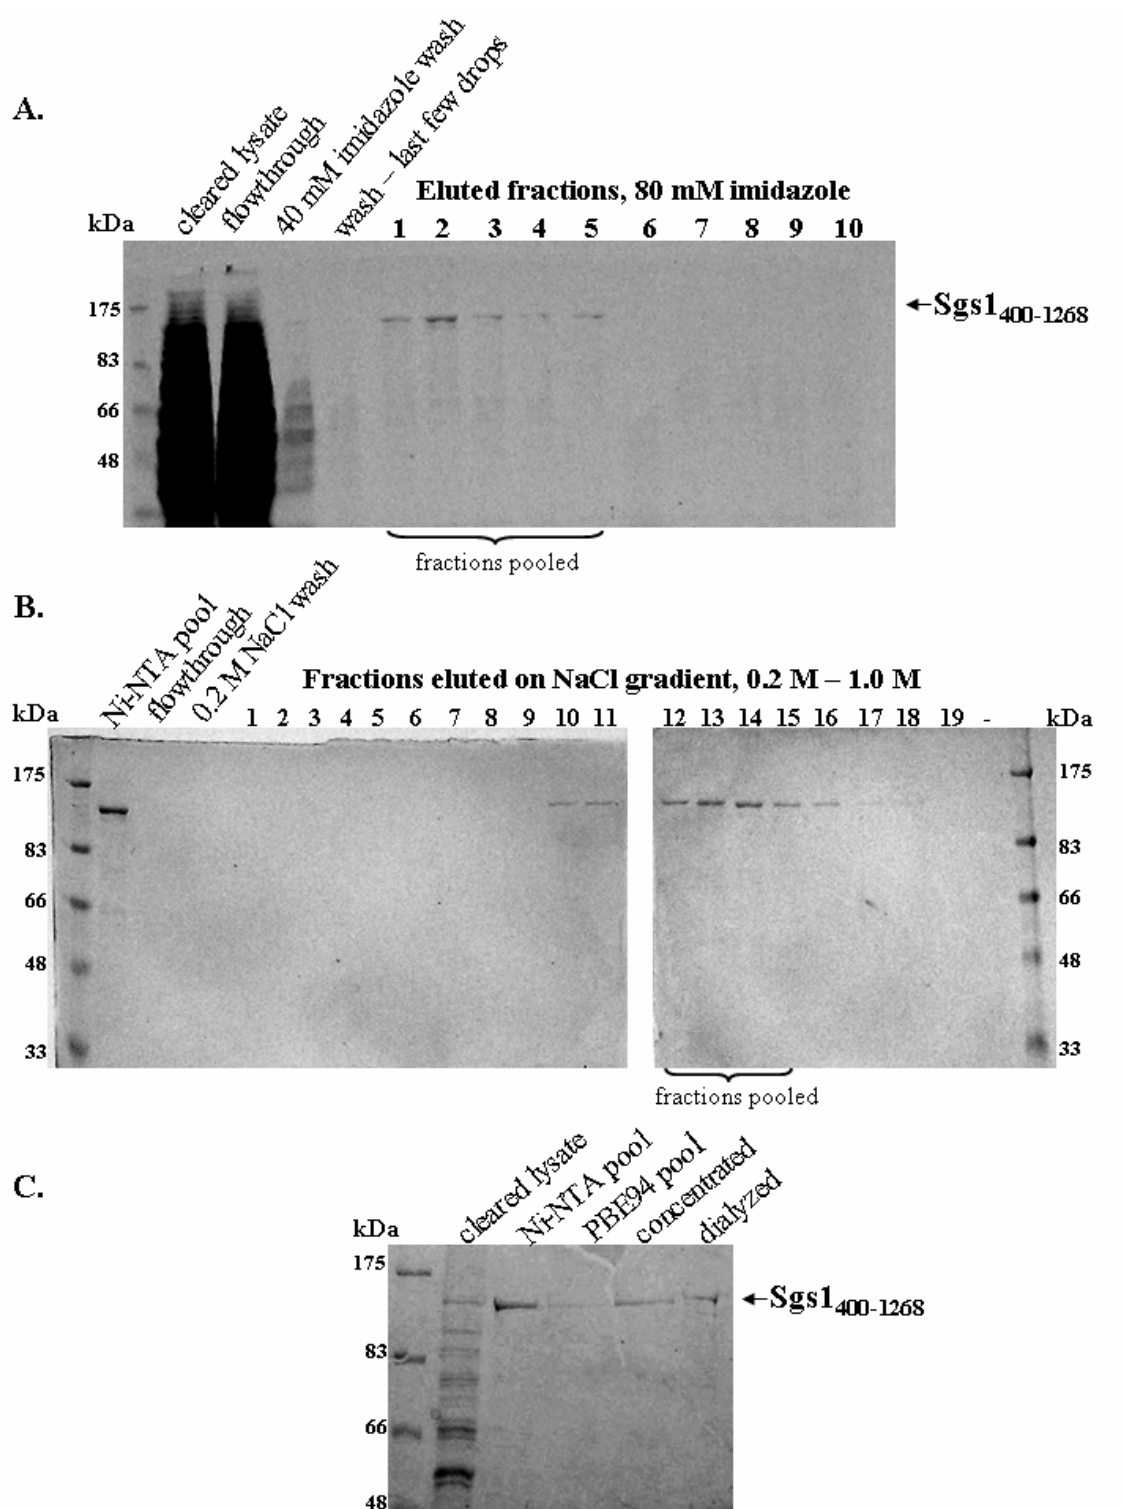 A.
cleared lysate
flowthrough
40 mM imidazole wash
wash – last few drops
Eluted fractions, 80 mM imidazole
kDa
1 2 3 4 5 6 7 8 9 10
175
83
66
48
←Sgs1400-1268
fractions pooled
B.
Ni-NTA pool
flowthrough
0.2 M NaCl wash
Fractions eluted on NaCl gradient, 0.2 M – 1.0 M
kDa 1 2 3 4 5 6 7 8 9 10 11 12 13 14 15 16 17 18 19 - kDa
175 175
83 83
66 66
48 48
33 33
fractions pooled
C.
cleared lysate
Ni-NTA pool
PBE94 pool
concentrated
dialyzed
kDa
175
←Sgs1400-1268
83
66
48